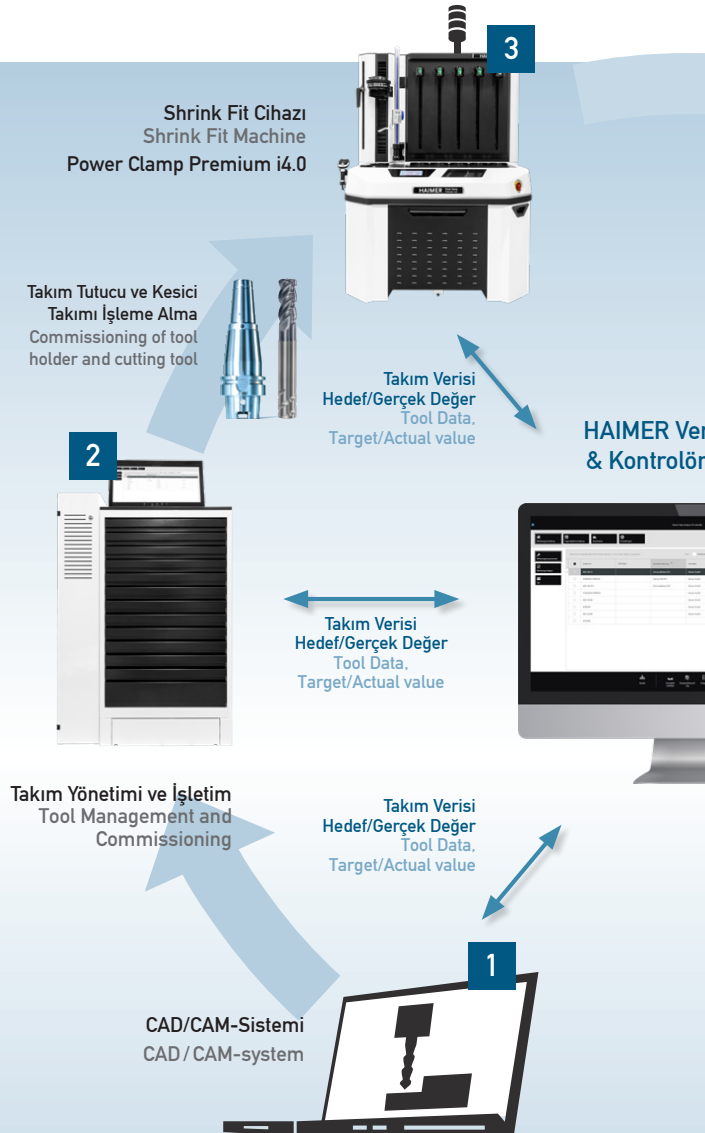 3
Shrink Fit Cihazı
Shrink Fit Machine
Power Clamp Premium i4.0
HAIMER
Takım Tutucu ve Kesici
Takımı İşleme Alma
Commissioning of tool
holder and cutting tool
Takım Verisi
Hedef/Gerçek Değer
Tool Data,
Target/Actual value
HAIMER Ver
& Kontrolör
2
Takım Verisi
Hedef/Gerçek Değer
Tool Data,
Target/Actual value
Takım Yönetimi ve İşletim
Tool Management and
Commissioning
Takım Verisi
Hedef/Gerçek Değer
Tool Data,
Target/Actual value
1
CAD/CAM-Sistemi
CAD/CAM-system